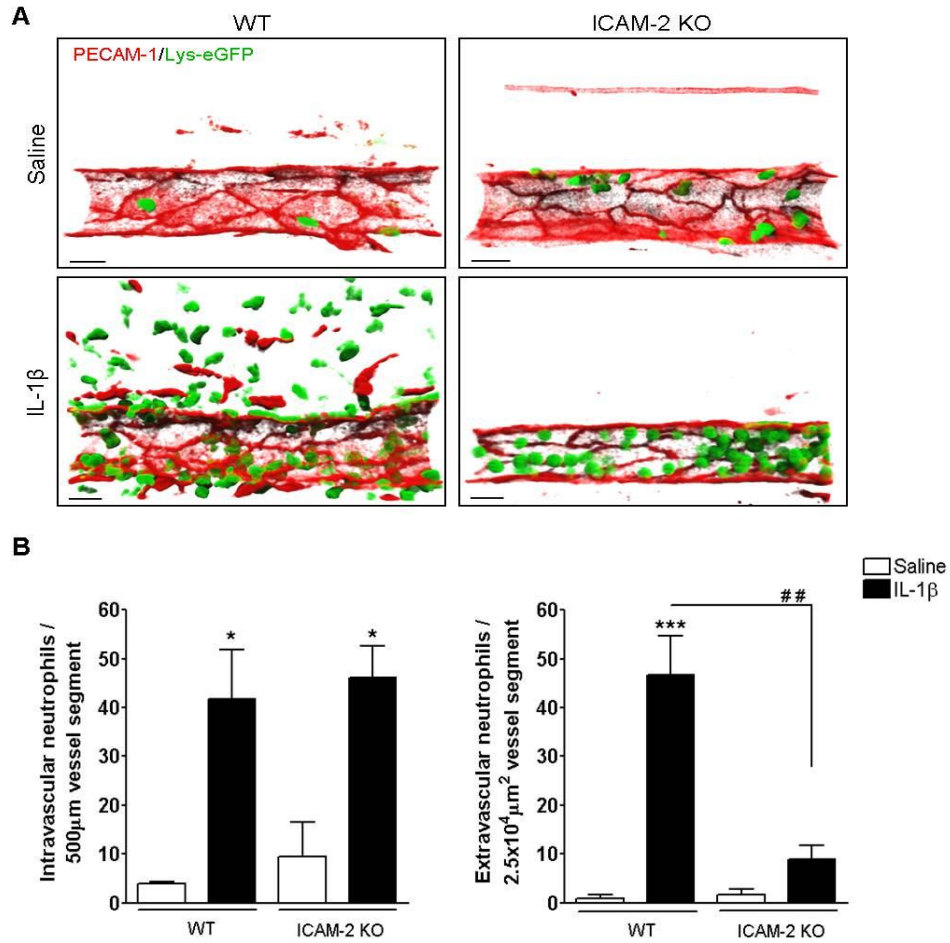 A
WT
ICAM-2 KO
PECAM-1/Lys-eGFP
Saline
IL-1β
B
Saline
IL-1β
Intravascular neutrophils /
500μm vessel segment
60
50
40
30
20
10
0
*
*
WT
ICAM-2 KO
Extravascular neutrophils /
2.5x10⁴μm² vessel segment
60
50
40
30
20
10
0
***
##
WT
ICAM-2 KO